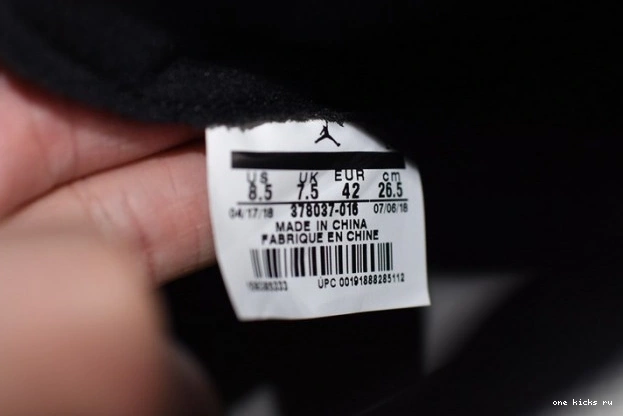 US UK EUR cm
8.5 7.5 42 26.5
04/17/18 378037-016 07/06/18
MADE IN CHINA
FABRIQUE EN CHINE
UPC 00191888285112
one kicks ru